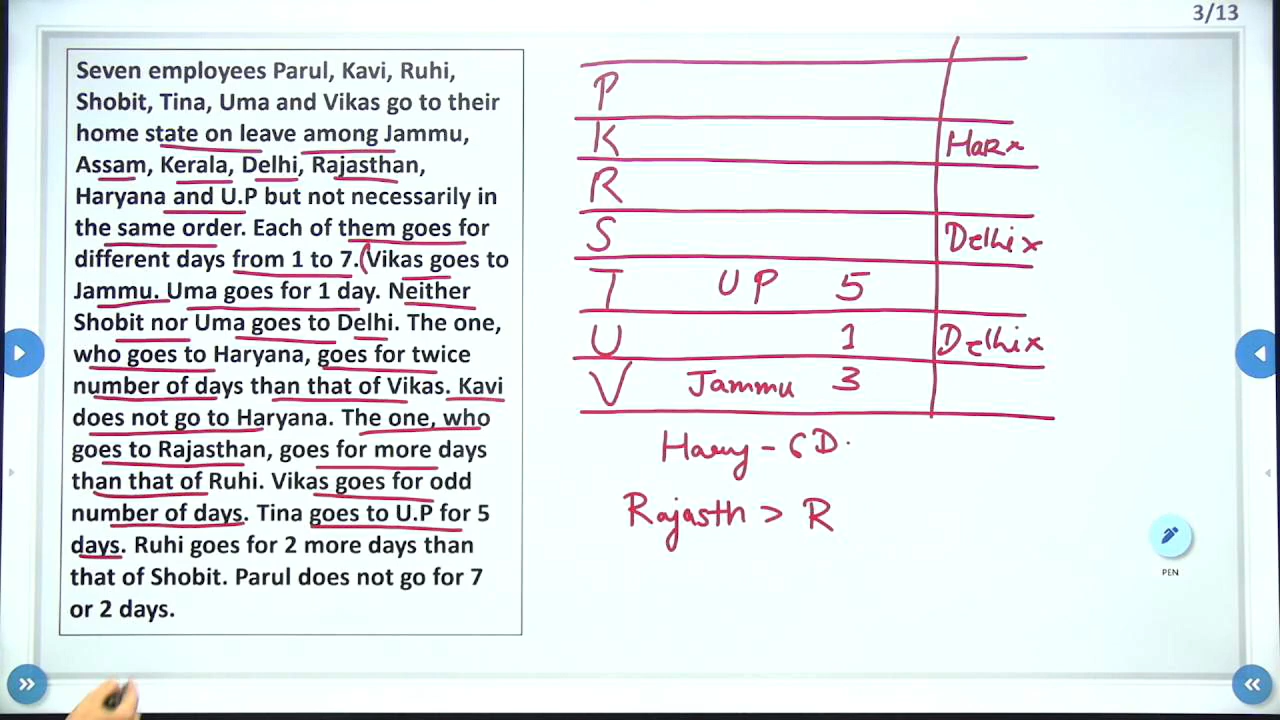 3/13
Seven employees Parul, Kavi, Ruhi,
Shobit, Tina, Uma and Vikas go to their
home state on leave among Jammu,
Assam, Kerala, Delhi, Rajasthan,
Haryana and U.P but not necessarily in
the same order. Each of them goes for
different days from 1 to 7. Vikas goes to
Jammu. Uma goes for 1 day. Neither
Shobit nor Uma goes to Delhi. The one,
who goes to Haryana, goes for twice
number of days than that of Vikas. Kavi
does not go to Haryana. The one, who
goes to Rajasthan, goes for more days
than that of Ruhi. Vikas goes for odd
number of days. Tina goes to U.P for 5
days. Ruhi goes for 2 more days than
that of Shobit. Parul does not go for 7
or 2 days.
P
K Har x
R
S Delhi x
T UP 5
U 1 Delhi x
V Jammu 3
Hary - 6D.
Rajasth > R
PEN